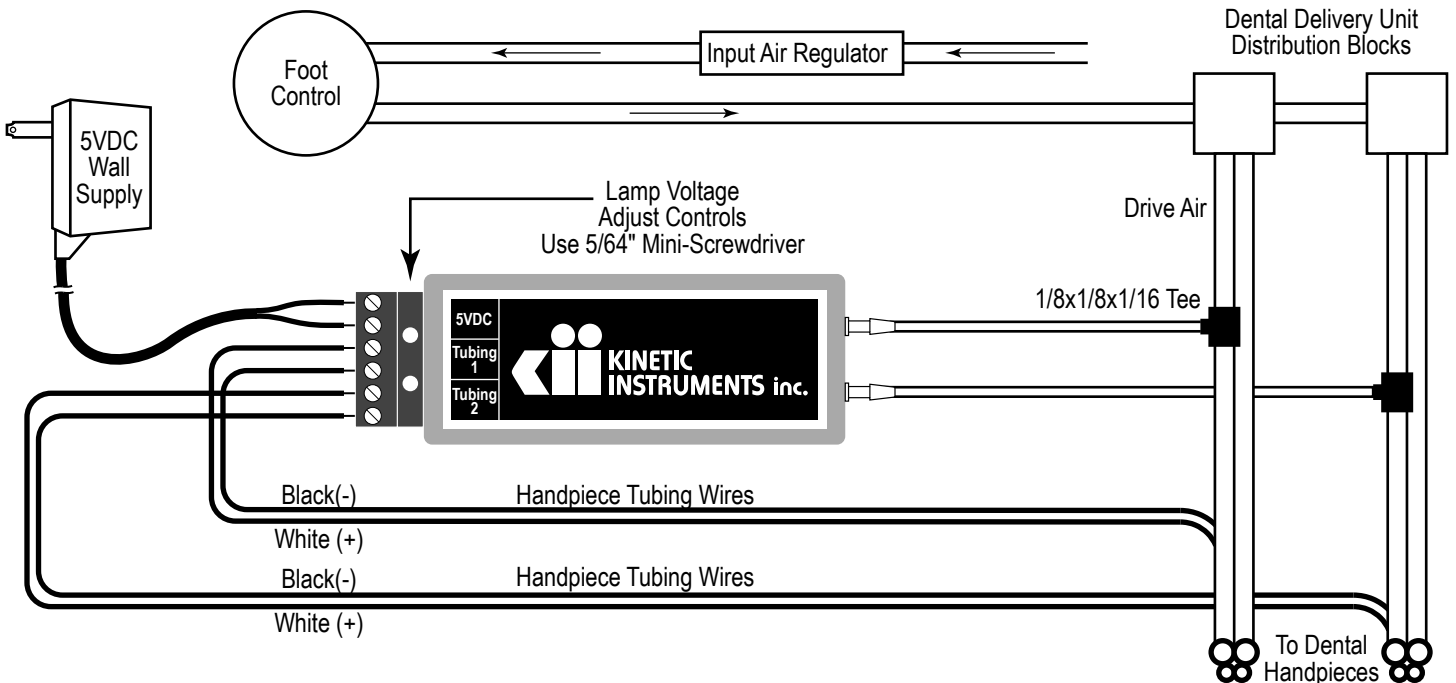 Dental Delivery Unit
Distribution Blocks
Input Air Regulator
Foot
Control
5VDC
Wall
Supply
Lamp Voltage
Adjust Controls
Use 5/64" Mini-Screwdriver
Drive Air
1/8x1/8x1/16 Tee
5VDC
Tubing
1
Tubing
2
KINETIC
INSTRUMENTS inc.
Black(-)
Handpiece Tubing Wires
White (+)
Black(-)
Handpiece Tubing Wires
White (+)
To Dental
Handpieces